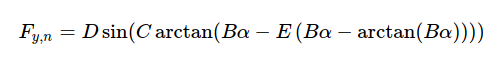 F_{y,n} = D sin(C arctan(Bα − E (Bα − arctan(Bα))))